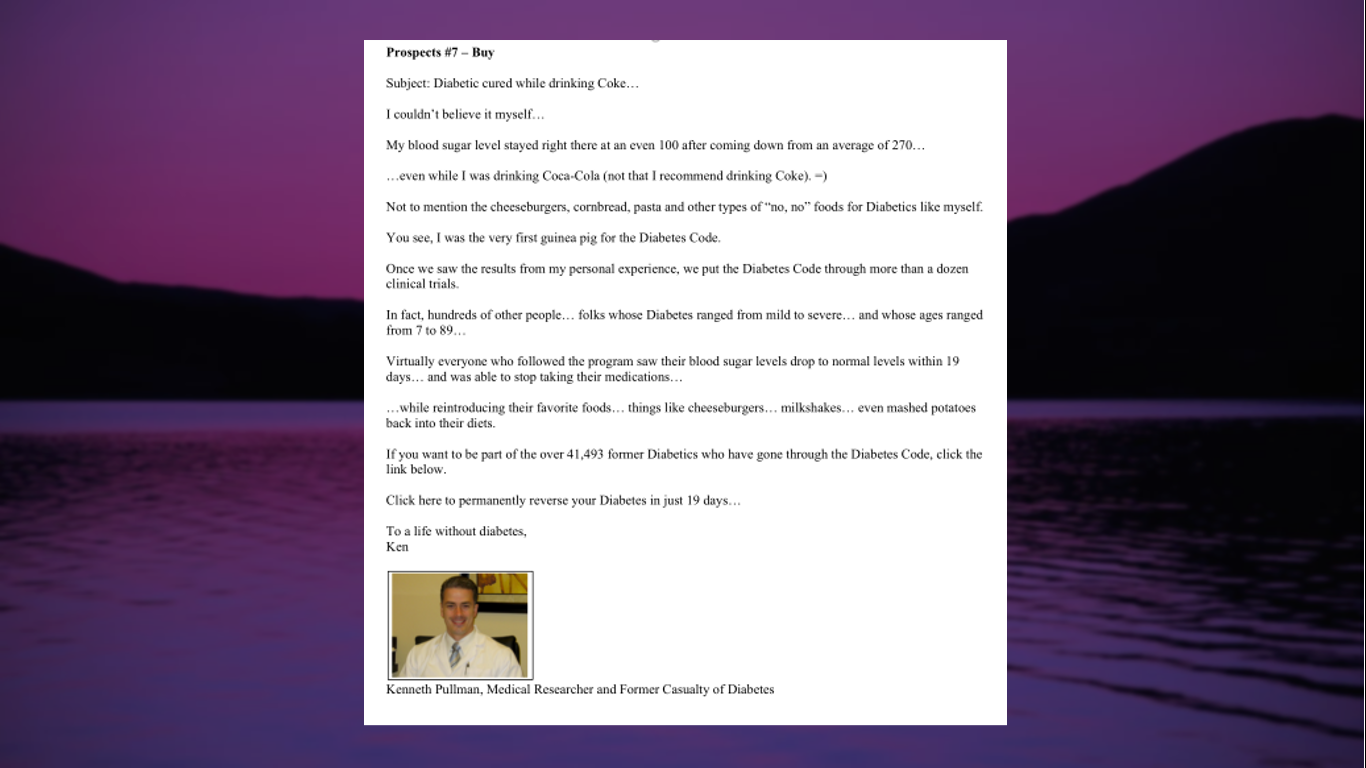 Prospects #7 – Buy
Subject: Diabetic cured while drinking Coke…
I couldn’t believe it myself…
My blood sugar level stayed right there at an even 100 after coming down from an average of 270…
…even while I was drinking Coca-Cola (not that I recommend drinking Coke). =)
Not to mention the cheeseburgers, cornbread, pasta and other types of “no, no” foods for Diabetics like myself.
You see, I was the very first guinea pig for the Diabetes Code.
Once we saw the results from my personal experience, we put the Diabetes Code through more than a dozen
clinical trials.
In fact, hundreds of other people… folks whose Diabetes ranged from mild to severe… and whose ages ranged
from 7 to 89…
Virtually everyone who followed the program saw their blood sugar levels drop to normal levels within 19
days… and was able to stop taking their medications…
…while reintroducing their favorite foods… things like cheeseburgers… milkshakes… even mashed potatoes
back into their diets.
If you want to be part of the over 41,493 former Diabetics who have gone through the Diabetes Code, click the
link below.
Click here to permanently reverse your Diabetes in just 19 days…
To a life without diabetes,
Ken
Kenneth Pullman, Medical Researcher and Former Casualty of Diabetes